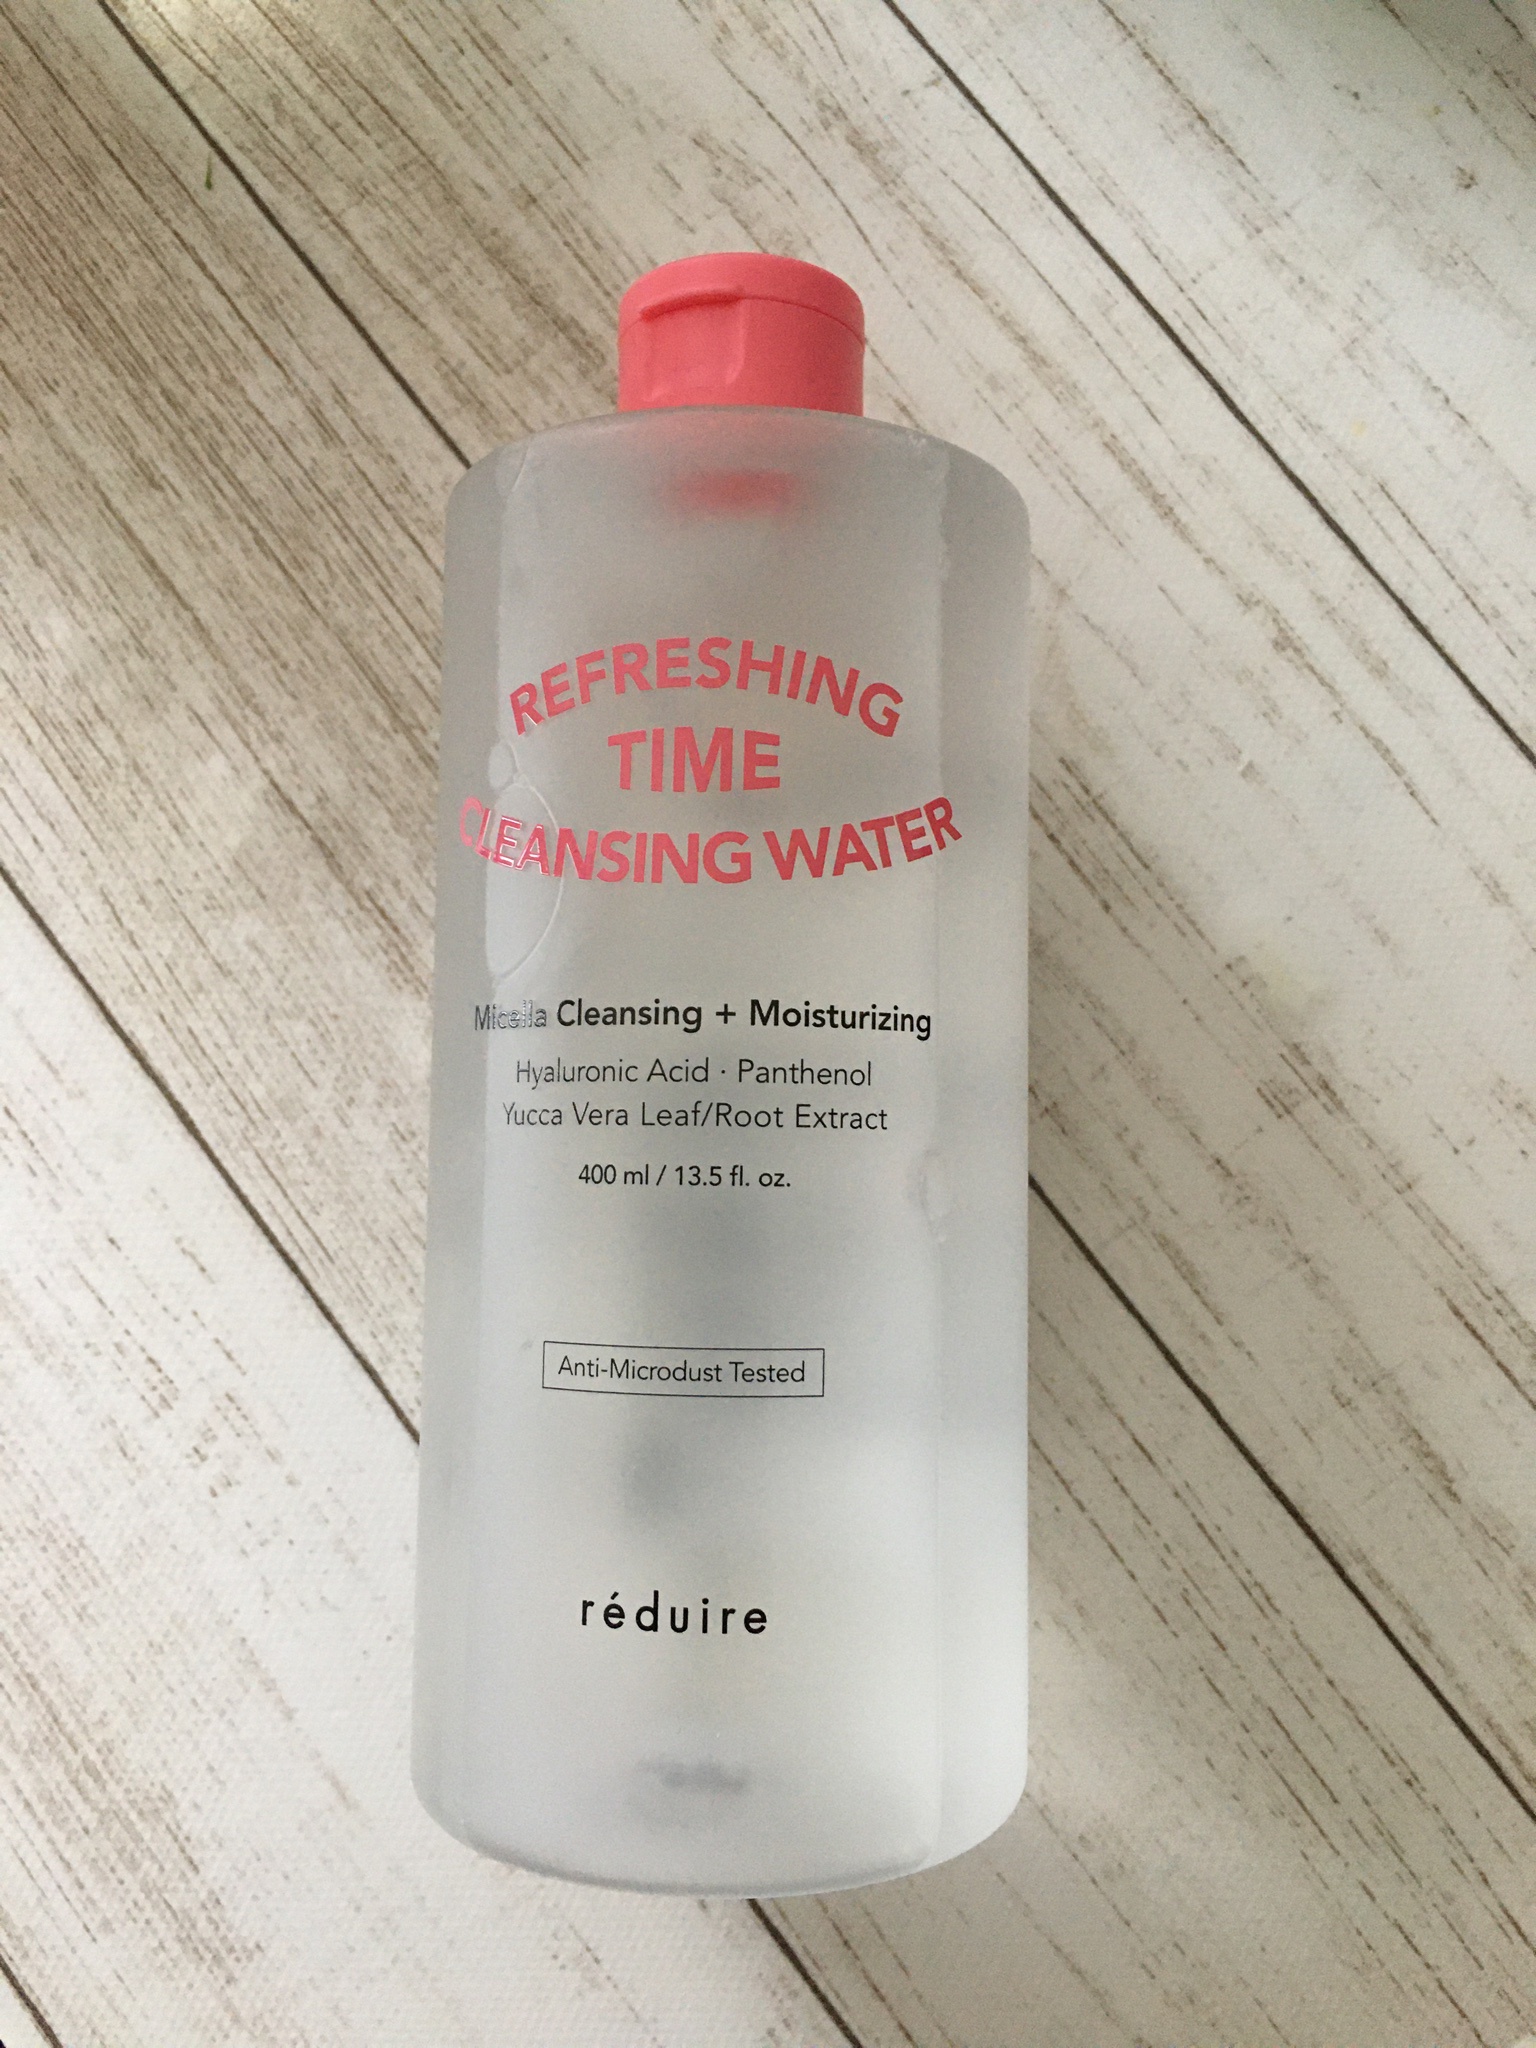 REFRESHING
TIME
CLEANSING WATER
Micella Cleansing + Moisturizing
Hyaluronic Acid · Panthenol
Yucca Vera Leaf/Root Extract
400 ml / 13.5 fl. oz.
Anti-Microdust Tested
réduire